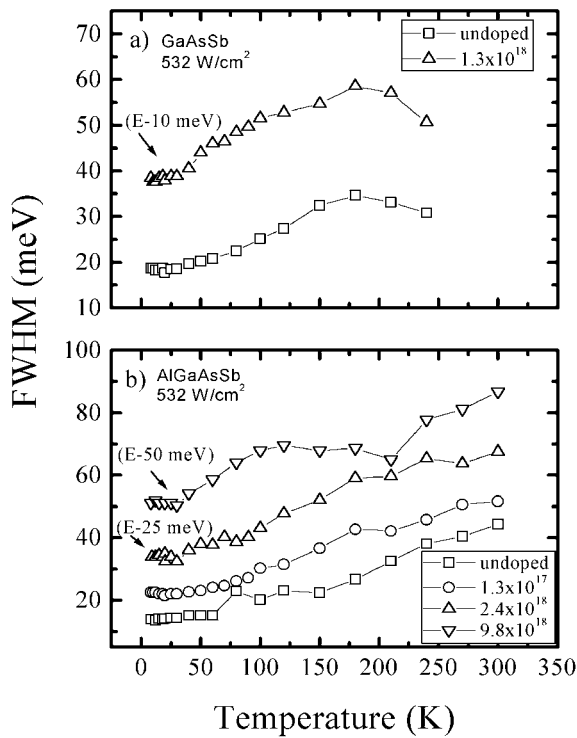 a) GaAsSb
532 W/cm²
undoped
1.3x10¹⁸
(E-10 meV)
70
60
50
40
30
20
10
FWHM (meV)
b) AlGaAsSb
532 W/cm²
(E-50 meV)
(E-25 meV)
100
80
60
40
20
undoped
1.3x10¹⁷
2.4x10¹⁸
9.8x10¹⁸
0 50 100 150 200 250 300 350
Temperature (K)